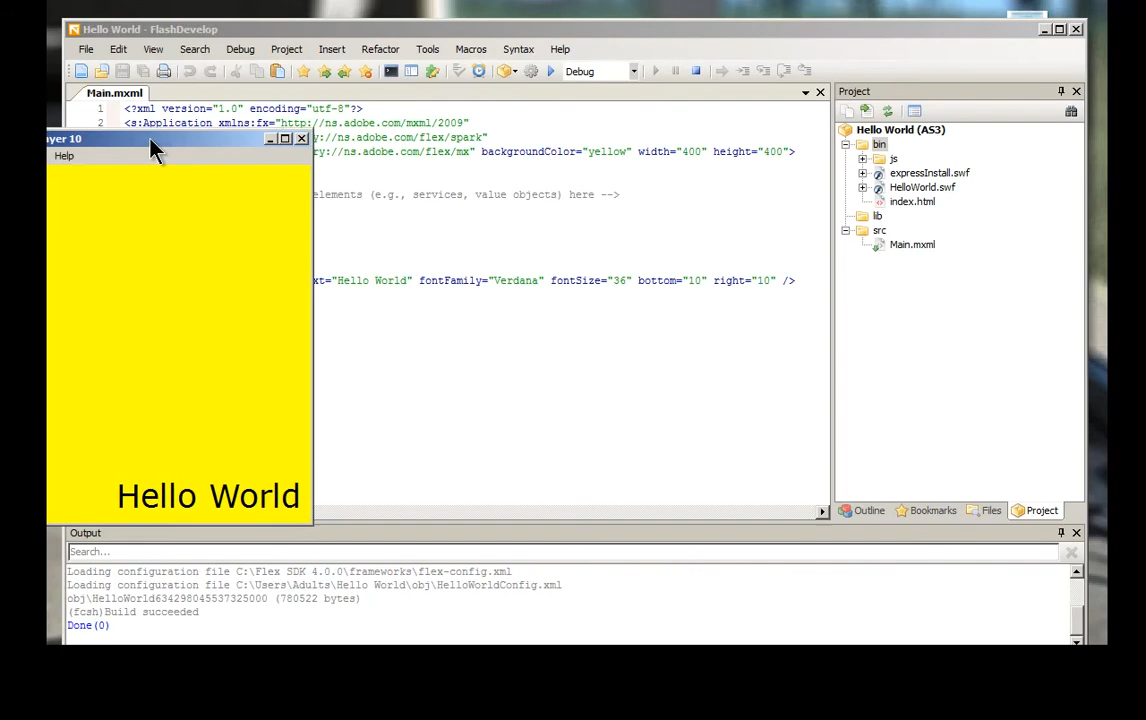 Hello World - FlashDevelop
File Edit View Search Debug Project Insert Refactor Tools Macros Syntax Help
Debug
Main.mxml
1 <?xml version="1.0" encoding="utf-8"?>
2 <s:Application xmlns:fx="http://ns.adobe.com/mxml/2009"
y://ns.adobe.com/flex/spark"
ry://ns.adobe.com/flex/mx" backgroundColor="yellow" width="400" height="400">
elements (e.g., services, value objects) here -->
xt="Hello World" fontFamily="Verdana" fontSize="36" bottom="10" right="10" />
ayer 10
Help
Hello World
Project
Hello World (AS3)
bin
js
expressInstall.swf
HelloWorld.swf
index.html
lib
src
Main.mxml
Outline Bookmarks Files Project
Output
Search...
Loading configuration file C:\Flex SDK 4.0.0\frameworks\flex-config.xml
Loading configuration file C:\Users\Adults\Hello World\obj\HelloWorldConfig.xml
obj\HelloWorld634298045537325000 (780522 bytes)
(fcsh)Build succeeded
Done(0)